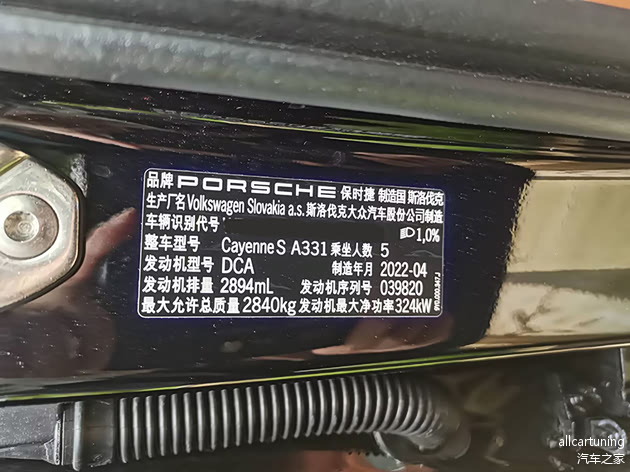 品牌 PORSCHE 保时捷 制造国 斯洛伐克
生产厂名 Volkswagen Slovakia a.s. 斯洛伐克大众汽车股份公司制造
车辆识别代号
1,0%
整车型号 Cayenne S A331 乘坐人数 5
发动机型号 DCA 制造年月 2022-04
发动机排量 2894mL 发动机序列号 039820
最大允许总质量 2840kg 发动机最大净功率 324kW
allcartuning
汽车之家